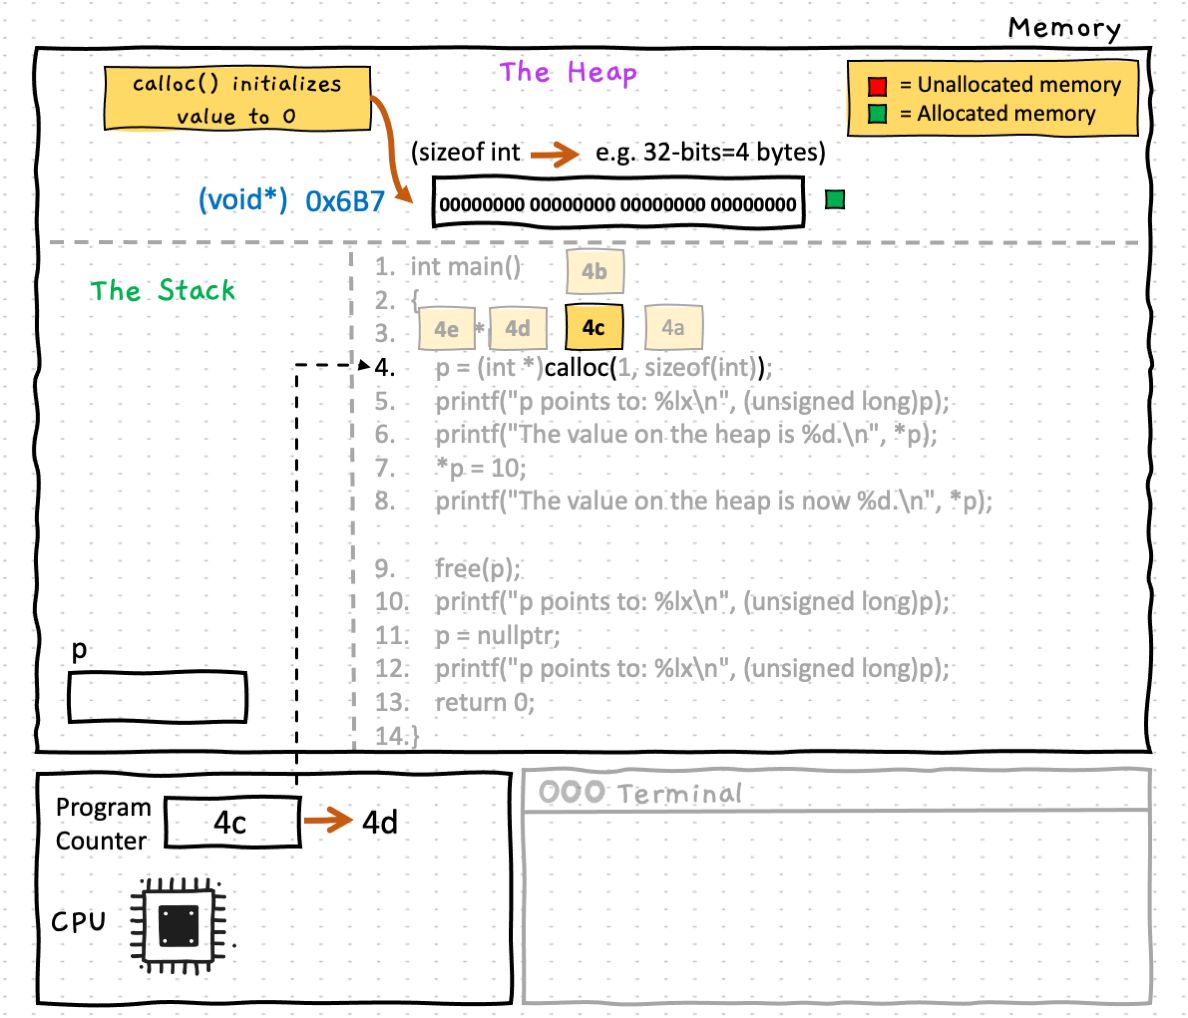 Memory
The Heap
calloc() initializes
value to 0
= Unallocated memory
= Allocated memory
(sizeof int e.g. 32-bits=4 bytes)
(void*) 0x6B7
00000000 00000000 00000000 00000000
The Stack
1. int main()
4b
2. {
4e
4d
4c
4a
3. *
4. p = (int *)calloc(1, sizeof(int));
5. printf("p points to: %lx\n", (unsigned long)p);
6. printf("The value on the heap is %d.\n", *p);
7. *p = 10;
8. printf("The value on the heap is now %d.\n", *p);
9. free(p);
10. printf("p points to: %lx\n", (unsigned long)p);
11. p = nullptr;
12. printf("p points to: %lx\n", (unsigned long)p);
13. return 0;
14.}
p
Program
Counter
4c
4d
CPU
Terminal